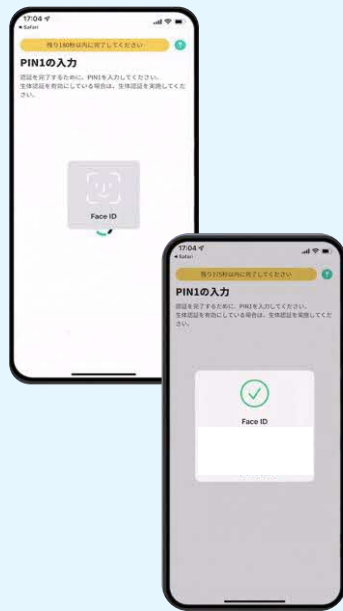 17:04
◀ Safari
残り180秒以内に完了してください
?
PIN1の入力
認証を完了するために、PIN1を入力してください。
生体認証を有効にしている場合は、生体認証を実施してくだ
さい。
Face ID
17:04
◀ Safari
残り175秒以内に完了してください
?
PIN1の入力
認証を完了するために、PIN1を入力してください。
生体認証を有効にしている場合は、生体認証を実施してくだ
さい。
Face ID